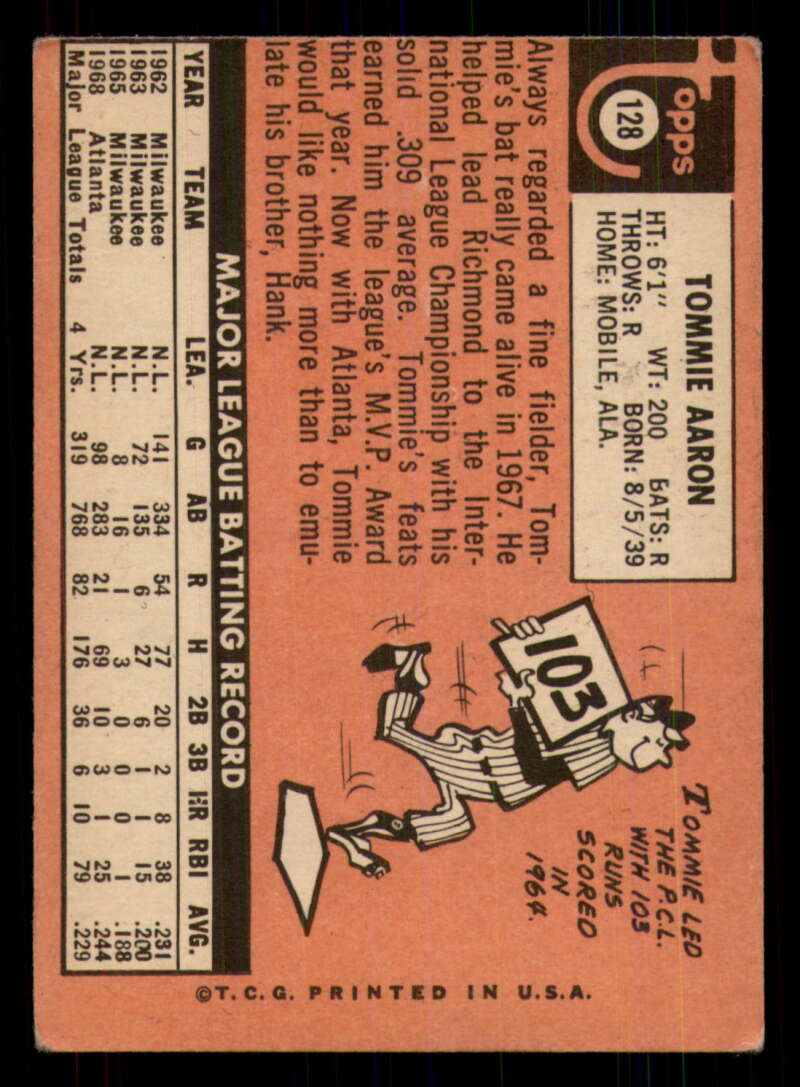 Topps
128
TOMMIE AARON
HT: 6'1" WT: 200 BATS: R
THROWS: R BORN: 8/5/39
HOME: MOBILE, ALA.
Always regarded a fine fielder, Tom-
mie's bat really came alive in 1967. He
helped lead Richmond to the Inter-
national League Championship with his
solid .309 average. Tommie's feats
earned him the league's M.V.P. Award
that year. Now with Atlanta, Tommie
would like nothing more than to emu-
late his brother, Hank.
TOMMIE LED
THE P.C.L.
WITH 103
RUNS
SCORED
IN
1964.
103
MAJOR LEAGUE BATTING RECORD
YEAR TEAM LEA. G AB R H 2B 3B HR RBI AVG.
1962 Milwaukee N.L. 141 334 54 77 20 2 8 38 .231
1963 Milwaukee N.L. 72 135 6 27 6 1 1 15 .200
1965 Milwaukee N.L. 8 16 1 3 0 0 0 1 .188
1968 Atlanta N.L. 98 283 21 69 10 3 1 25 .244
Major League Totals 4 Yrs. 319 768 82 176 36 6 10 79 .229
©T.C.G. PRINTED IN U.S.A.